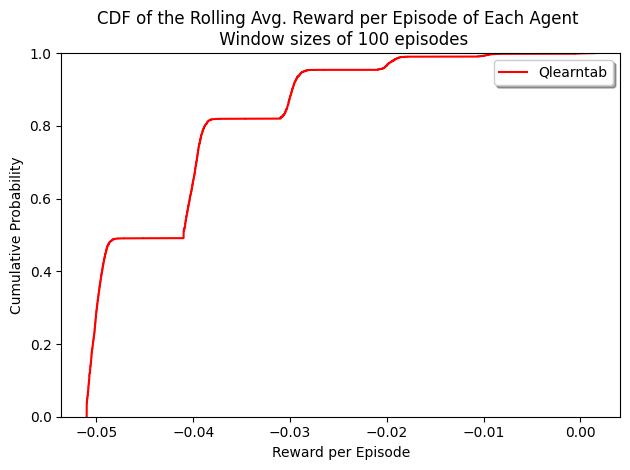 CDF of the Rolling Avg. Reward per Episode of Each Agent
Window sizes of 100 episodes
Qlearntab
Cumulative Probability
1.0
0.8
0.6
0.4
0.2
0.0
−0.05 −0.04 −0.03 −0.02 −0.01 0.00
Reward per Episode